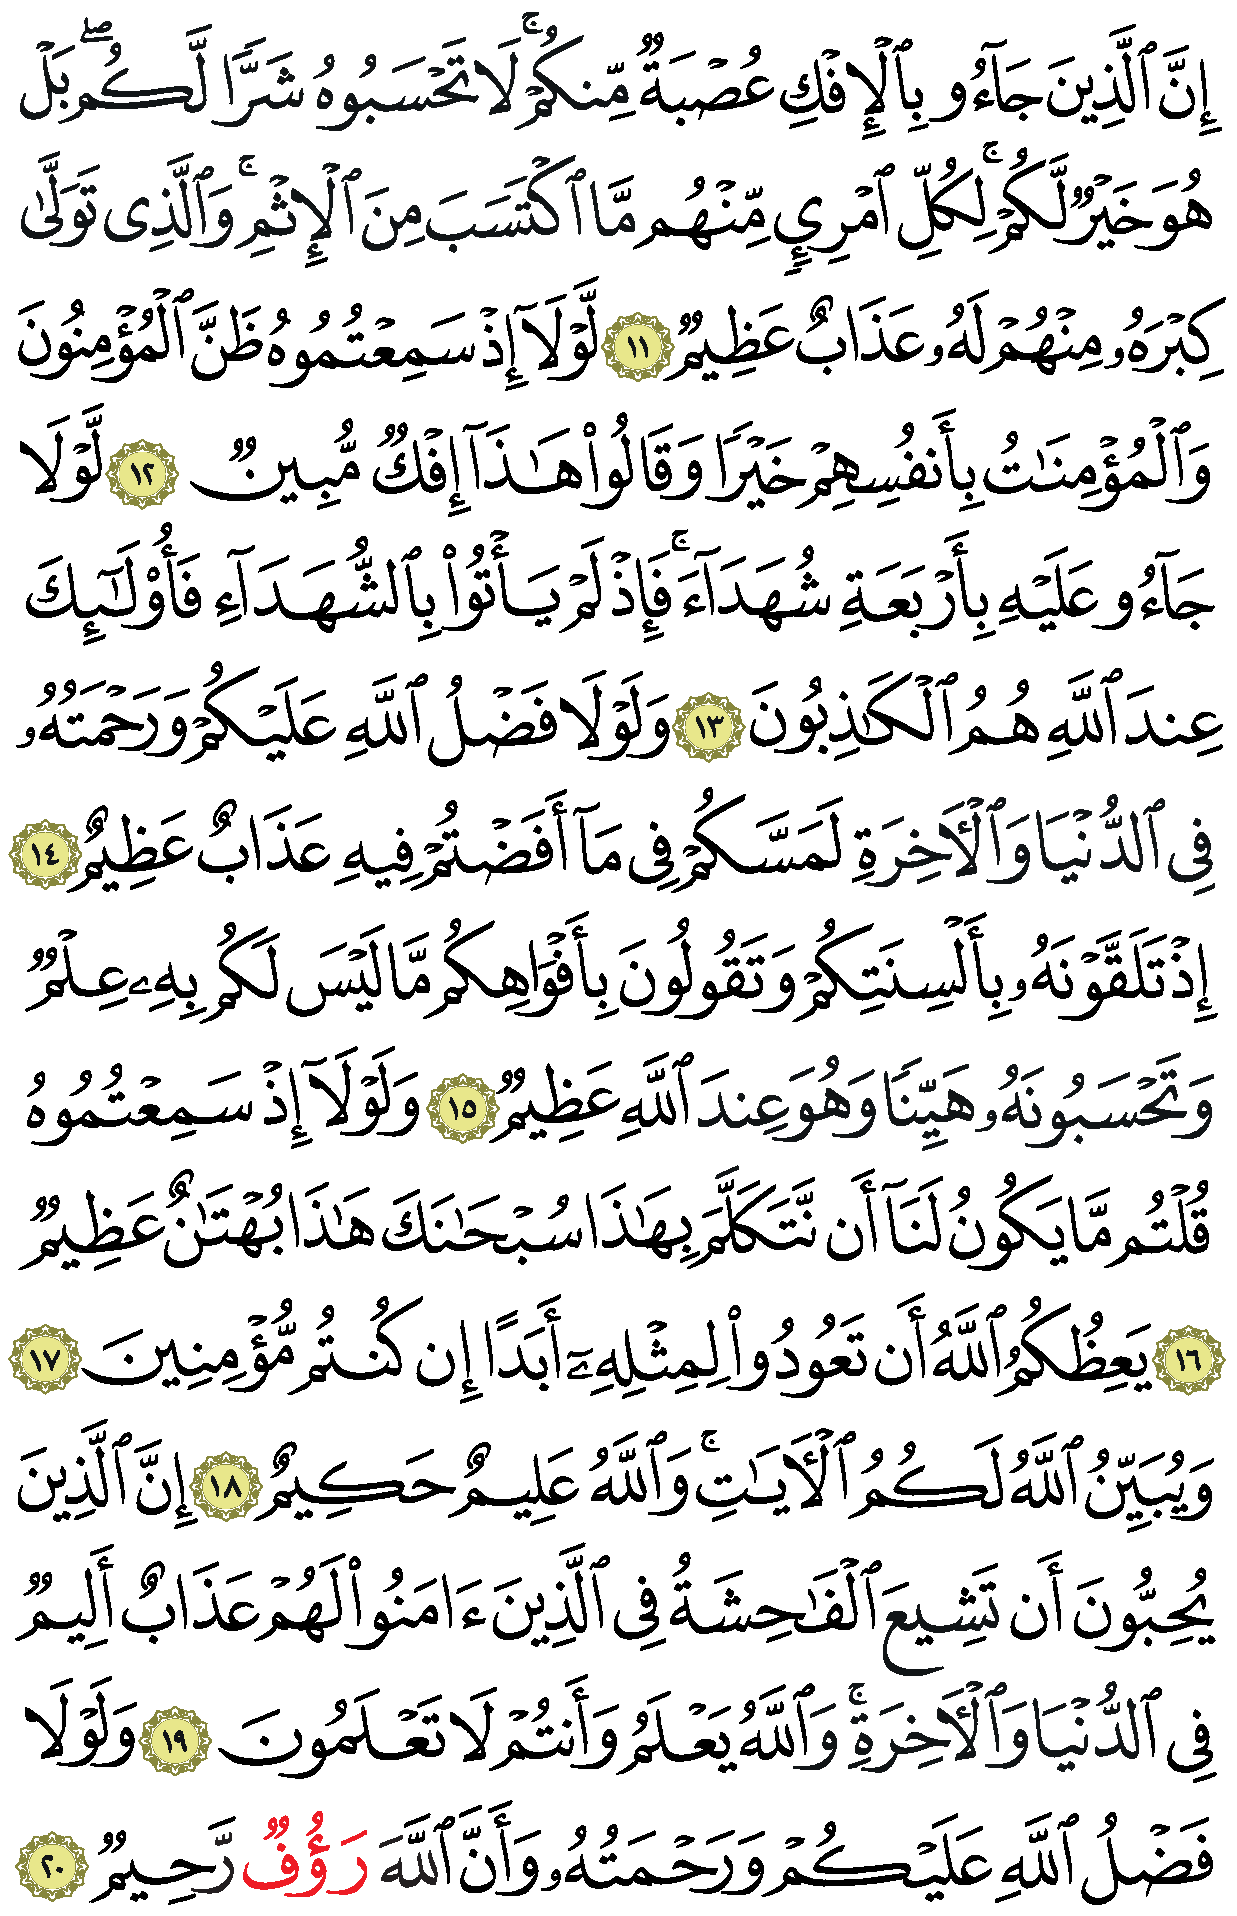 إِنَّ ٱلَّذِينَ جَآءُو بِٱلْإِفْكِ عُصْبَةٌ مِّنكُمْ ۚ لَا تَحْسَبُوهُ شَرًّا لَّكُم ۖ بَلْ
هُوَ خَيْرٌ لَّكُمْ ۚ لِكُلِّ ٱمْرِئٍ مِّنْهُم مَّا ٱكْتَسَبَ مِنَ ٱلْإِثْمِ ۚ وَٱلَّذِى تَوَلَّىٰ
كِبْرَهُۥ مِنْهُمْ لَهُۥ عَذَابٌ عَظِيمٌ ١١ لَّوْلَآ إِذْ سَمِعْتُمُوهُ ظَنَّ ٱلْمُؤْمِنُونَ
وَٱلْمُؤْمِنَٰتُ بِأَنفُسِهِمْ خَيْرًا وَقَالُوا۟ هَٰذَآ إِفْكٌ مُّبِينٌ ١٢ لَّوْلَا
جَآءُو عَلَيْهِ بِأَرْبَعَةِ شُهَدَآءَ ۚ فَإِذْ لَمْ يَأْتُوا۟ بِٱلشُّهَدَآءِ فَأُو۟لَٰٓئِكَ
عِندَ ٱللَّهِ هُمُ ٱلْكَٰذِبُونَ ١٣ وَلَوْلَا فَضْلُ ٱللَّهِ عَلَيْكُمْ وَرَحْمَتُهُۥ
فِى ٱلدُّنْيَا وَٱلْـَٔاخِرَةِ لَمَسَّكُمْ فِى مَآ أَفَضْتُمْ فِيهِ عَذَابٌ عَظِيمٌ ١٤
إِذْ تَلَقَّوْنَهُۥ بِأَلْسِنَتِكُمْ وَتَقُولُونَ بِأَفْوَاهِكُم مَّا لَيْسَ لَكُم بِهِۦ عِلْمٌ
وَتَحْسَبُونَهُۥ هَيِّنًا وَهُوَ عِندَ ٱللَّهِ عَظِيمٌ ١٥ وَلَوْلَآ إِذْ سَمِعْتُمُوهُ
قُلْتُم مَّا يَكُونُ لَنَآ أَن نَّتَكَلَّمَ بِهَٰذَا سُبْحَٰنَكَ هَٰذَا بُهْتَٰنٌ عَظِيمٌ
١٦ يَعِظُكُمُ ٱللَّهُ أَن تَعُودُوا۟ لِمِثْلِهِۦٓ أَبَدًا إِن كُنتُم مُّؤْمِنِينَ ١٧
وَيُبَيِّنُ ٱللَّهُ لَكُمُ ٱلْـَٔايَٰتِ ۚ وَٱللَّهُ عَلِيمٌ حَكِيمٌ ١٨ إِنَّ ٱلَّذِينَ
يُحِبُّونَ أَن تَشِيعَ ٱلْفَٰحِشَةُ فِى ٱلَّذِينَ ءَامَنُوا۟ لَهُمْ عَذَابٌ أَلِيمٌ
فِى ٱلدُّنْيَا وَٱلْـَٔاخِرَةِ ۚ وَٱللَّهُ يَعْلَمُ وَأَنتُمْ لَا تَعْلَمُونَ ١٩ وَلَوْلَا
فَضْلُ ٱللَّهِ عَلَيْكُمْ وَرَحْمَتُهُۥ وَأَنَّ ٱللَّهَ رَؤُفٌ رَّحِيمٌ ٢٠